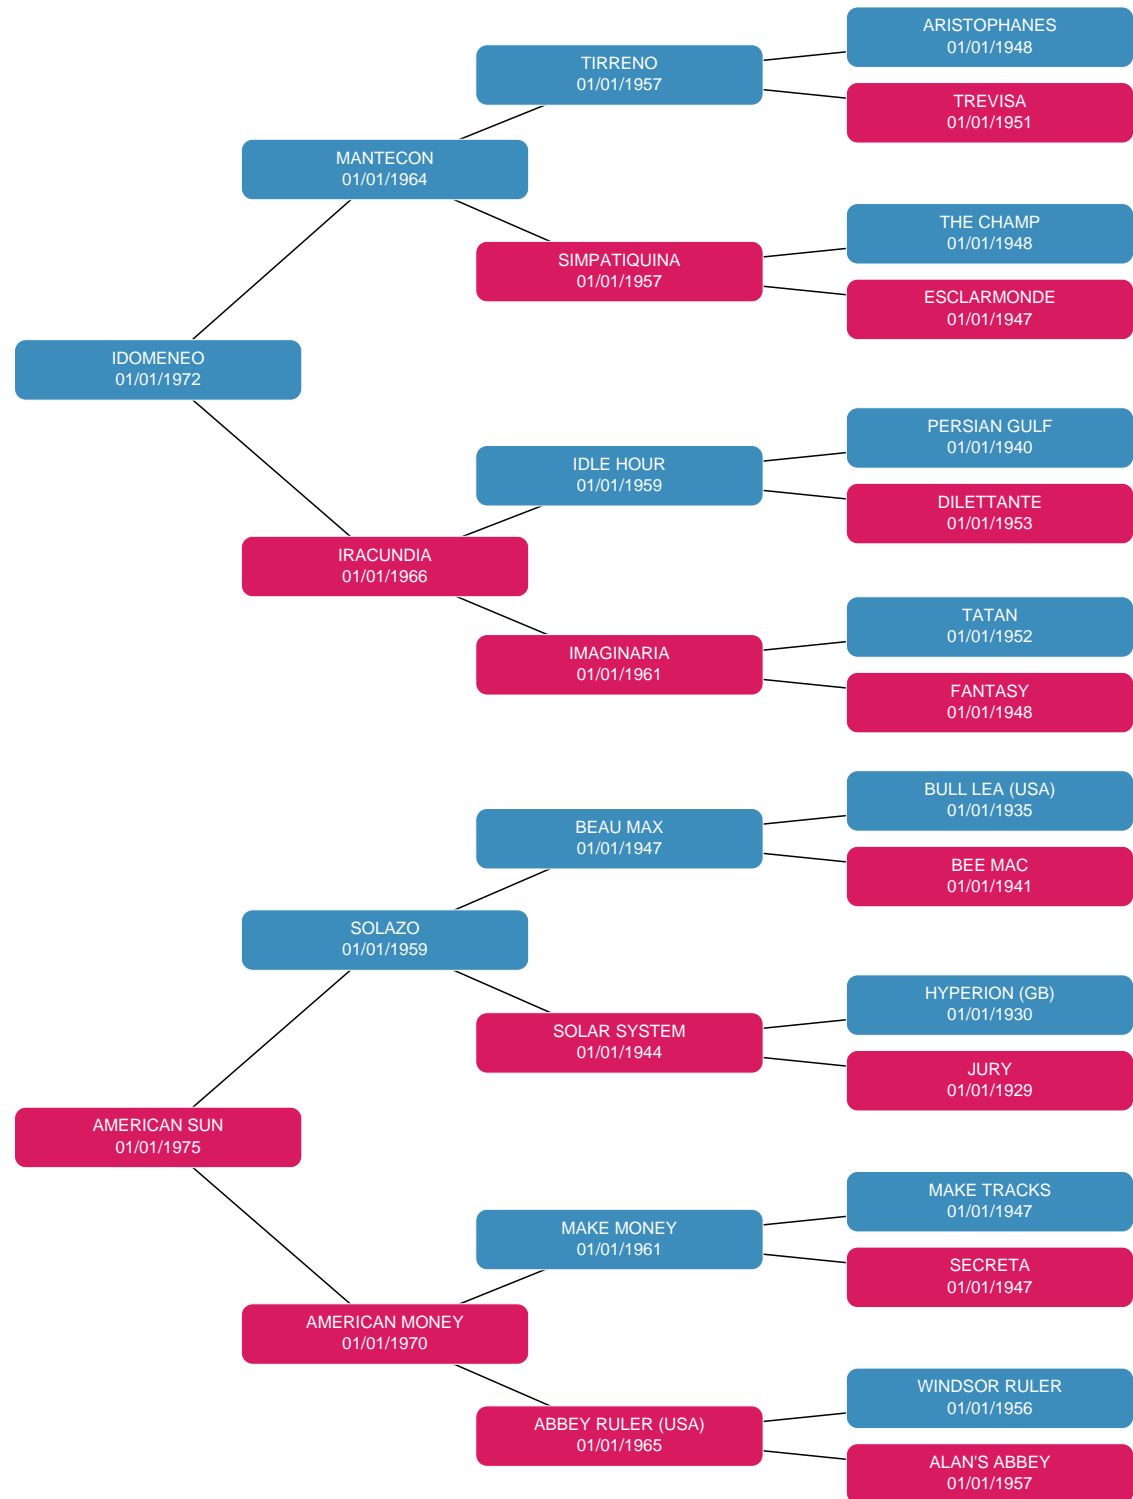 ARISTOPHANES
01/01/1948
TIRRENO
01/01/1957
TREVISA
01/01/1951
MANTECON
01/01/1964
THE CHAMP
01/01/1948
SIMPATIQUINA
01/01/1957
ESCLARMONDE
01/01/1947
IDOMENEO
01/01/1972
PERSIAN GULF
01/01/1940
IDLE HOUR
01/01/1959
DILETTANTE
01/01/1953
IRACUNDIA
01/01/1966
TATAN
01/01/1952
IMAGINARIA
01/01/1961
FANTASY
01/01/1948
BULL LEA (USA)
01/01/1935
BEAU MAX
01/01/1947
BEE MAC
01/01/1941
SOLAZO
01/01/1959
HYPERION (GB)
01/01/1930
SOLAR SYSTEM
01/01/1944
JURY
01/01/1929
AMERICAN SUN
01/01/1975
MAKE TRACKS
01/01/1947
MAKE MONEY
01/01/1961
SECRETA
01/01/1947
AMERICAN MONEY
01/01/1970
WINDSOR RULER
01/01/1956
ABBEY RULER (USA)
01/01/1965
ALAN'S ABBEY
01/01/1957